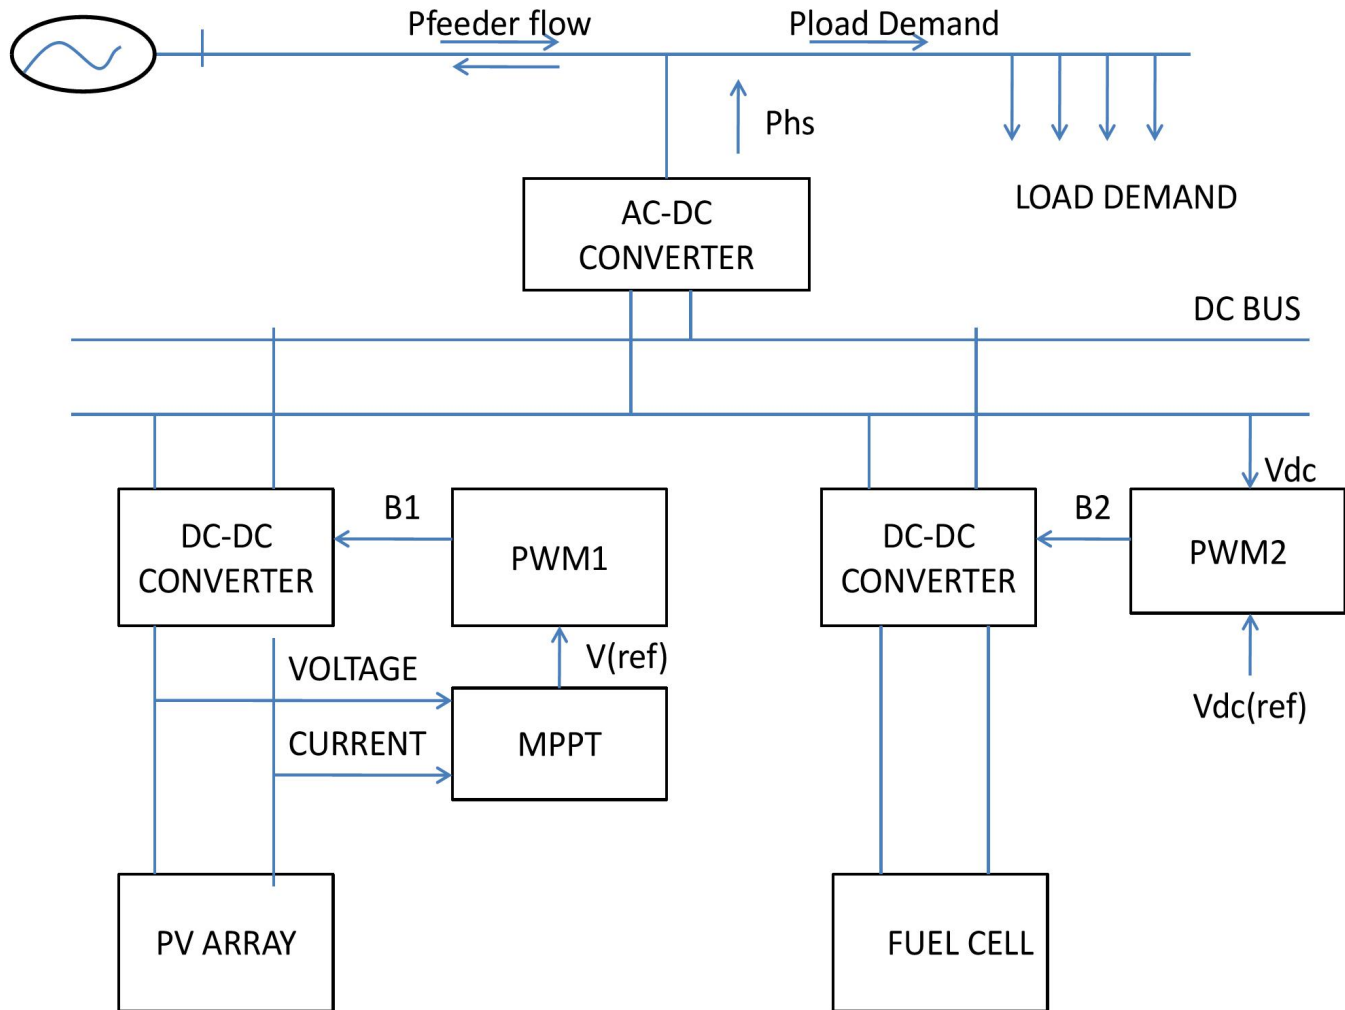 Pfeeder flow
Pload Demand
Phs
LOAD DEMAND
AC-DC
CONVERTER
DC BUS
Vdc
DC-DC
CONVERTER
B1
PWM1
DC-DC
CONVERTER
B2
PWM2
V(ref)
VOLTAGE
CURRENT
MPPT
Vdc(ref)
PV ARRAY
FUEL CELL